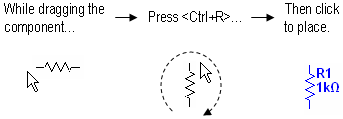 While dragging the
component...
Press <Ctrl+R>...
Then click
to place.
R1
1kΩ